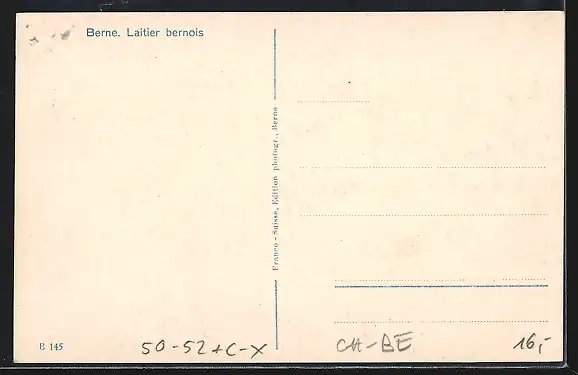 Berne. Laitier bernois
Franco-Suisse, Edition photogr., Berne
B 145
50-52+C-X
CH-BE
16,-